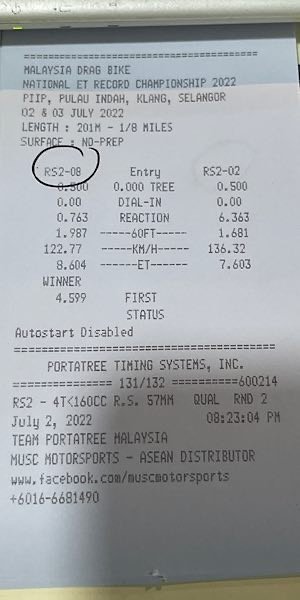 ==========================================
MALAYSIA DRAG BIKE
NATIONAL ET RECORD CHAMPIONSHIP 2022
PIIP, PULAU INDAH, KLANG, SELANGOR
02 & 03 JULY 2022
LENGTH : 201M - 1/8 MILES
SURFACE : NO-PREP
RS2-08 Entry RS2-02
0.500 0.000 TREE 0.500
0.00 DIAL-IN 0.00
0.763 REACTION 6.363
1.987 -----60FT----- 1.681
122.77 -----KM/H----- 136.32
8.604 ------ET------ 7.603
WINNER
4.599 FIRST
STATUS
Autostart Disabled
==========================================
PORTATREE TIMING SYSTEMS, INC.
=============== 131/132 ==========600214
RS2 - 4T<160CC R.S. 57MM QUAL RND 2
July 2, 2022 08:23:04 PM
TEAM PORTATREE MALAYSIA
MUSC MOTORSPORTS - ASEAN DISTRIBUTOR
www.facebook.com/muscmotorsports
+6016-6681490